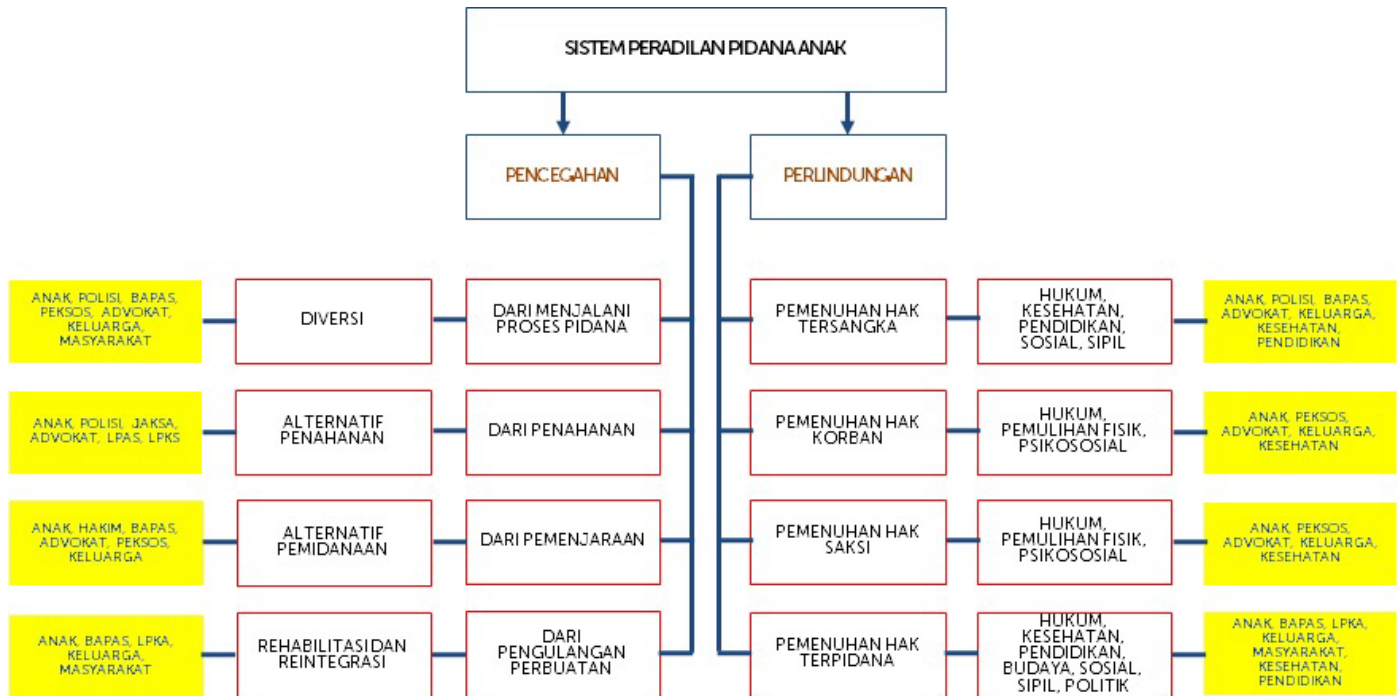 SISTEM PERADILAN PIDANA ANAK
PENCEGAHAN
PERLINDUNGAN
ANAK, POLISI, BAPAS,
PEKSOS, ADVOKAT,
KELUARGA,
MASYARAKAT
DIVERSI
DARI MENJALANI
PROSES PIDANA
PEMENUHAN HAK
TERSANGKA
HUKUM,
KESEHATAN,
PENDIDIKAN,
SOSIAL, SIPIL
ANAK, POLISI, BAPAS,
ADVOKAT, KELUARGA,
KESEHATAN,
PENDIDIKAN
ANAK, POLISI, JAKSA,
ADVOKAT, LPAS, LPKS
ALTERNATIF
PENAHANAN
DARI PENAHANAN
PEMENUHAN HAK
KORBAN
HUKUM,
PEMULIHAN FISIK,
PSIKOSOSIAL
ANAK, PEKSOS,
ADVOKAT, KELUARGA,
KESEHATAN
ANAK, HAKIM, BAPAS,
ADVOKAT, PEKSOS,
KELUARGA
ALTERNATIF
PEMIDANAAN
DARI PEMENJARAAN
PEMENUHAN HAK
SAKSI
HUKUM,
PEMULIHAN FISIK,
PSIKOSOSIAL
ANAK, PEKSOS,
ADVOKAT, KELUARGA,
KESEHATAN
ANAK, BAPAS, LPKA,
KELUARGA,
MASYARAKAT
REHABILITASI DAN
REINTEGRASI
DARI
PENGULANGAN
PERBUATAN
PEMENUHAN HAK
TERPIDANA
HUKUM,
KESEHATAN,
PENDIDIKAN,
BUDAYA, SOSIAL,
SIPIL, POLITIK
ANAK, BAPAS, LPKA,
KELUARGA,
MASYARAKAT,
KESEHATAN,
PENDIDIKAN